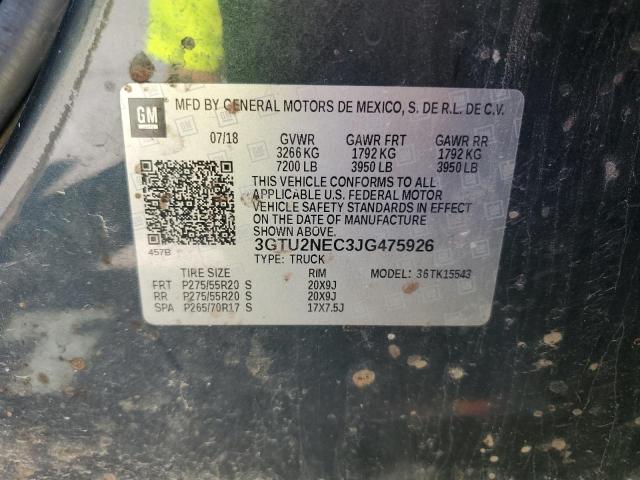 GM MFD BY GENERAL MOTORS DE MEXICO, S. DE R.L. DE C.V.
07/18 GVWR GAWR FRT GAWR RR
3266 KG 1792 KG 1792 KG
7200 LB 3950 LB 3950 LB
THIS VEHICLE CONFORMS TO ALL
APPLICABLE U.S. FEDERAL MOTOR
VEHICLE SAFETY STANDARDS IN EFFECT
ON THE DATE OF MANUFACTURE
SHOWN ABOVE.
457B 3GTU2NEC3JG475926
TYPE: TRUCK
TIRE SIZE RIM MODEL: 36TK15543
FRT P275/55R20 S 20X9J
RR P275/55R20 S 20X9J
SPA P265/70R17 S 17X7.5J